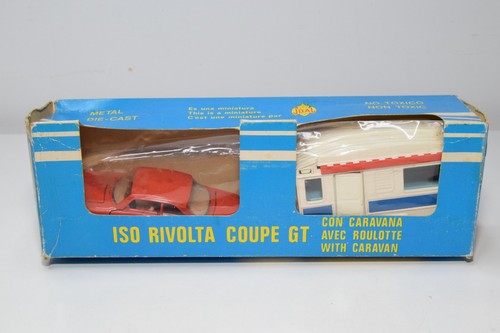 METAL
DIE-CAST
Es una miniatura
This is a miniature
C'est une miniature par
JOAL
NO TOXICO
NON TOXIC
ISO RIVOLTA COUPE GT
CON CARAVANA
AVEC ROULOTTE
WITH CARAVAN